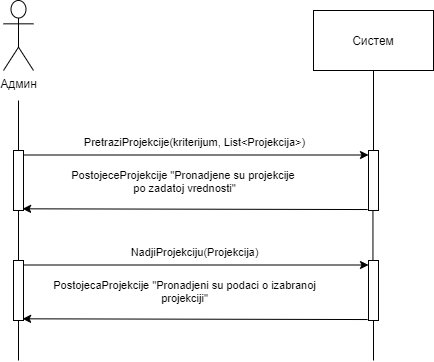 Систем
Админ
PretraziProjekcije(kriterijum, List<Projekcija>)
PostojeceProjekcije "Pronadjene su projekcije
po zadatoj vrednosti"
NadjiProjekciju(Projekcija)
PostojecaProjekcije "Pronadjeni su podaci o izabranoj
projekciji"